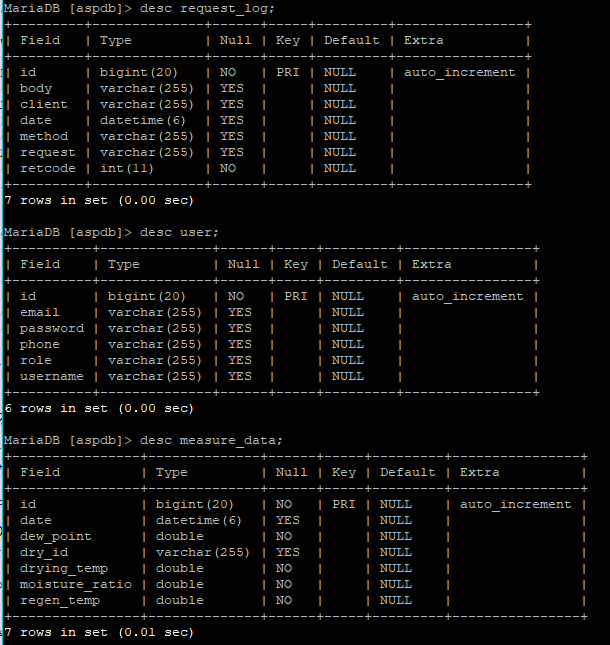 MariaDB [aspdb]> desc request_log;
+---------+--------------+------+-----+---------+----------------+
| Field   | Type         | Null | Key | Default | Extra          |
+---------+--------------+------+-----+---------+----------------+
| id      | bigint(20)   | NO   | PRI | NULL    | auto_increment |
| body    | varchar(255) | YES  |     | NULL    |                |
| client  | varchar(255) | YES  |     | NULL    |                |
| date    | datetime(6)  | YES  |     | NULL    |                |
| method  | varchar(255) | YES  |     | NULL    |                |
| request | varchar(255) | YES  |     | NULL    |                |
| retcode | int(11)      | NO   |     | NULL    |                |
+---------+--------------+------+-----+---------+----------------+
7 rows in set (0.00 sec)
MariaDB [aspdb]> desc user;
+----------+--------------+------+-----+---------+----------------+
| Field    | Type         | Null | Key | Default | Extra          |
+----------+--------------+------+-----+---------+----------------+
| id       | bigint(20)   | NO   | PRI | NULL    | auto_increment |
| email    | varchar(255) | YES  |     | NULL    |                |
| password | varchar(255) | YES  |     | NULL    |                |
| phone    | varchar(255) | YES  |     | NULL    |                |
| role     | varchar(255) | YES  |     | NULL    |                |
| username | varchar(255) | YES  |     | NULL    |                |
+----------+--------------+------+-----+---------+----------------+
6 rows in set (0.00 sec)
MariaDB [aspdb]> desc measure_data;
+----------------+--------------+------+-----+---------+----------------+
| Field          | Type         | Null | Key | Default | Extra          |
+----------------+--------------+------+-----+---------+----------------+
| id             | bigint(20)   | NO   | PRI | NULL    | auto_increment |
| date           | datetime(6)  | YES  |     | NULL    |                |
| dew_point      | double       | NO   |     | NULL    |                |
| dry_id         | varchar(255) | YES  |     | NULL    |                |
| drying_temp    | double       | NO   |     | NULL    |                |
| moisture_ratio | double       | NO   |     | NULL    |                |
| regen_temp     | double       | NO   |     | NULL    |                |
+----------------+--------------+------+-----+---------+----------------+
7 rows in set (0.01 sec)